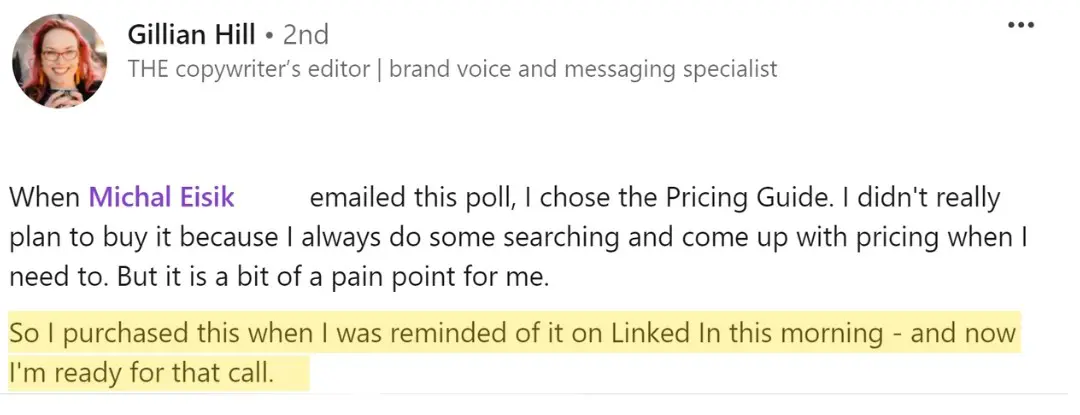 Gillian Hill • 2nd
THE copywriter's editor | brand voice and messaging specialist
When Michal Eisik emailed this poll, I chose the Pricing Guide. I didn't really
plan to buy it because I always do some searching and come up with pricing when I
need to. But it is a bit of a pain point for me.
So I purchased this when I was reminded of it on Linked In this morning - and now
I'm ready for that call.